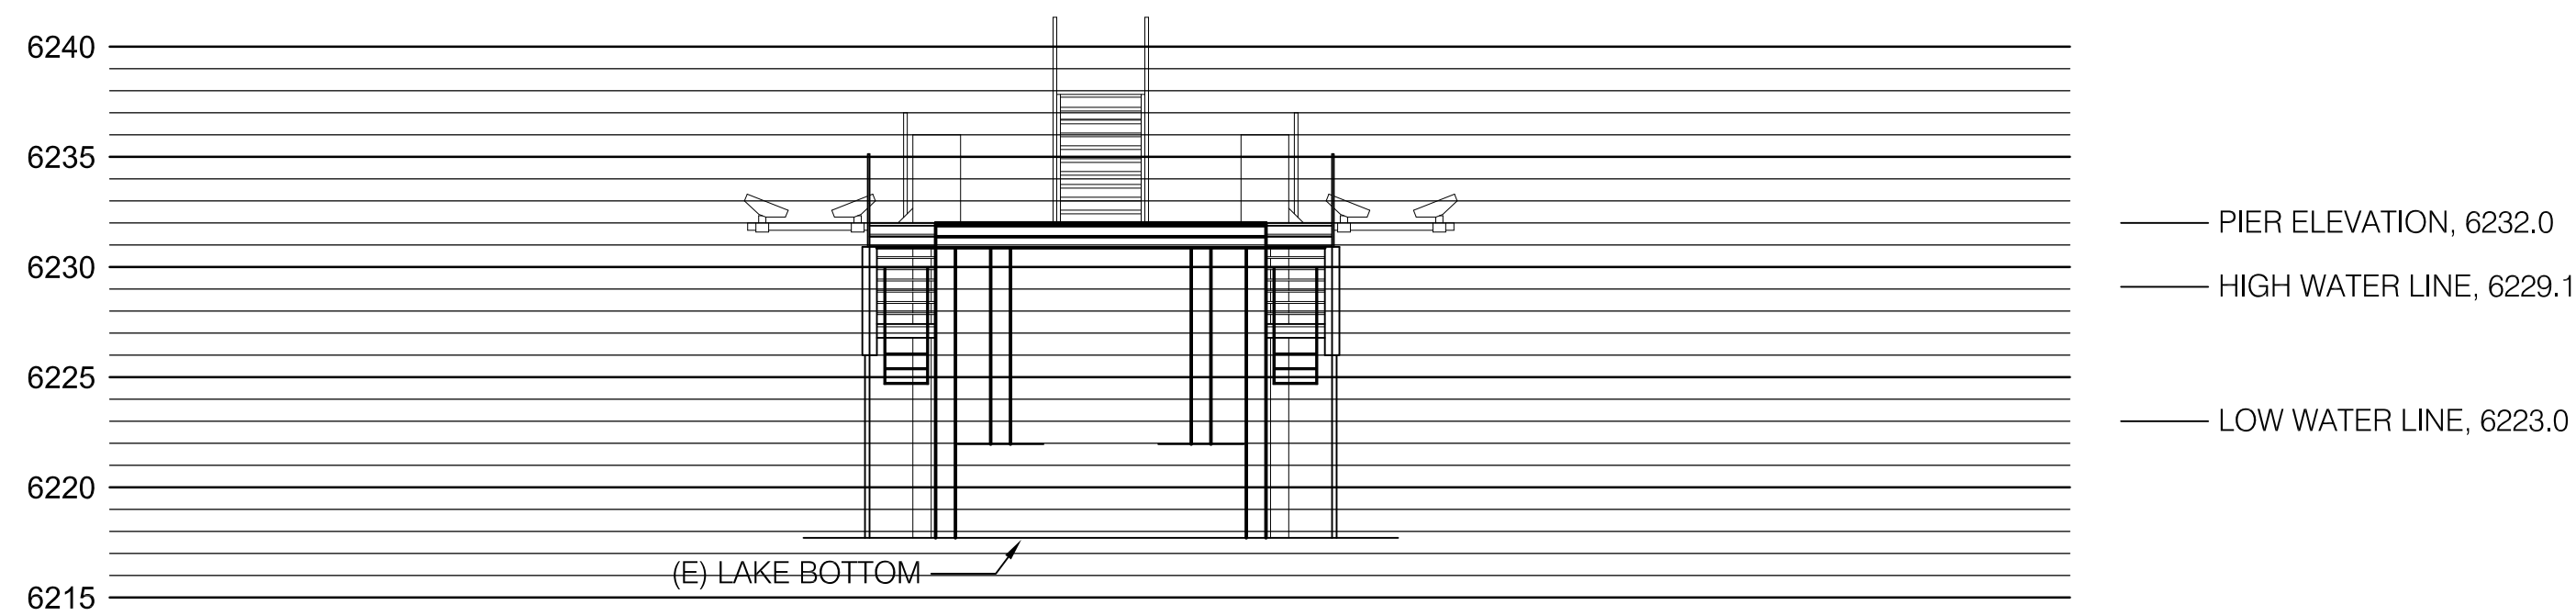 6240
6235
PIER ELEVATION, 6232.0
6230
HIGH WATER LINE, 6229.1
6225
LOW WATER LINE, 6223.0
6220
(E) LAKE BOTTOM
6215